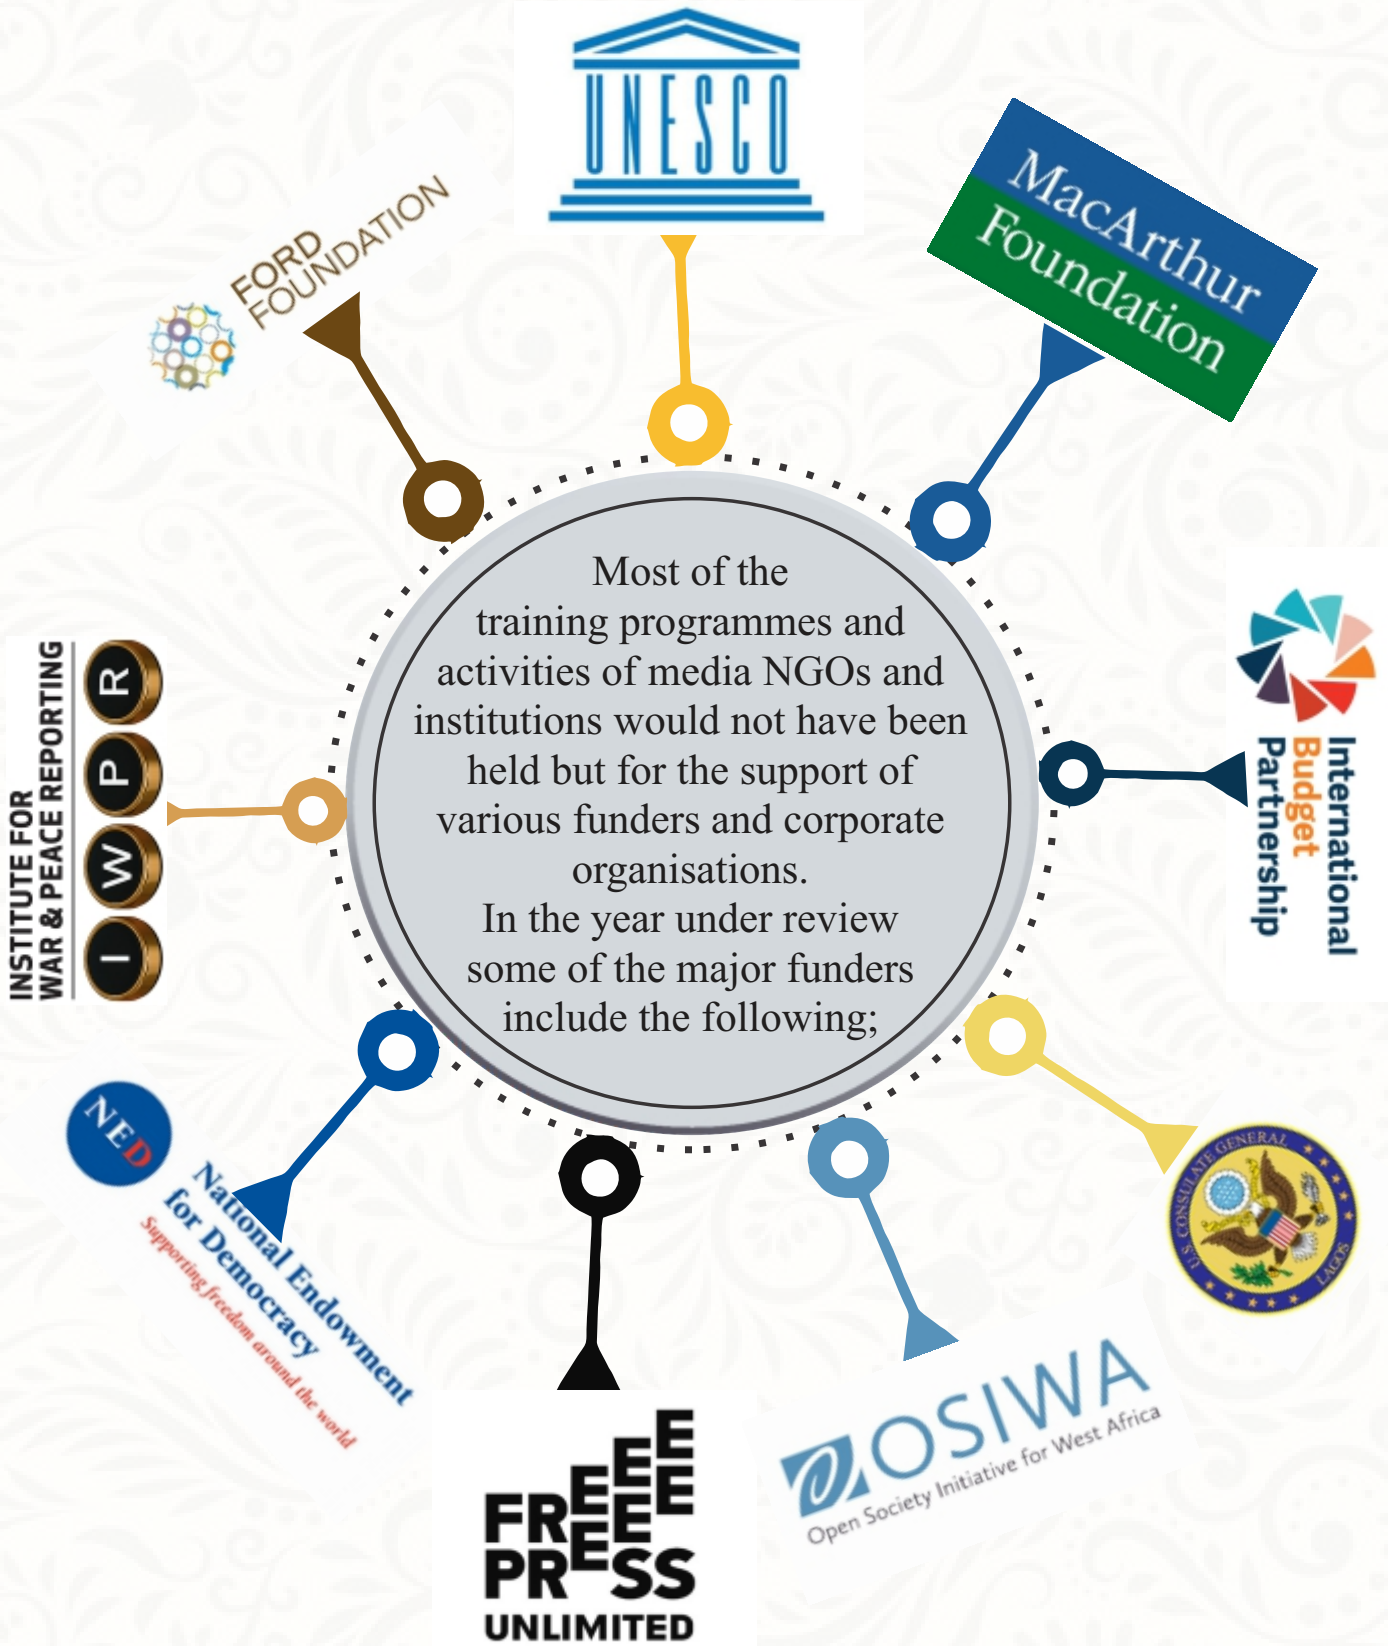 UNESCO
MacArthur
Foundation
FORD
FOUNDATION
Most of the
training programmes and
activities of media NGOs and
institutions would not have been
held but for the support of
various funders and corporate
organisations.
In the year under review
some of the major funders
include the following;
International
Budget
Partnership
INSTITUTE FOR
WAR & PEACE REPORTING
I W P R
U.S. CONSULATE GENERAL
LAGOS
NED
National Endowment
for Democracy
Supporting freedom around the world
OSIWA
Open Society Initiative for West Africa
FREEEEE
PREESS
UNLIMITED